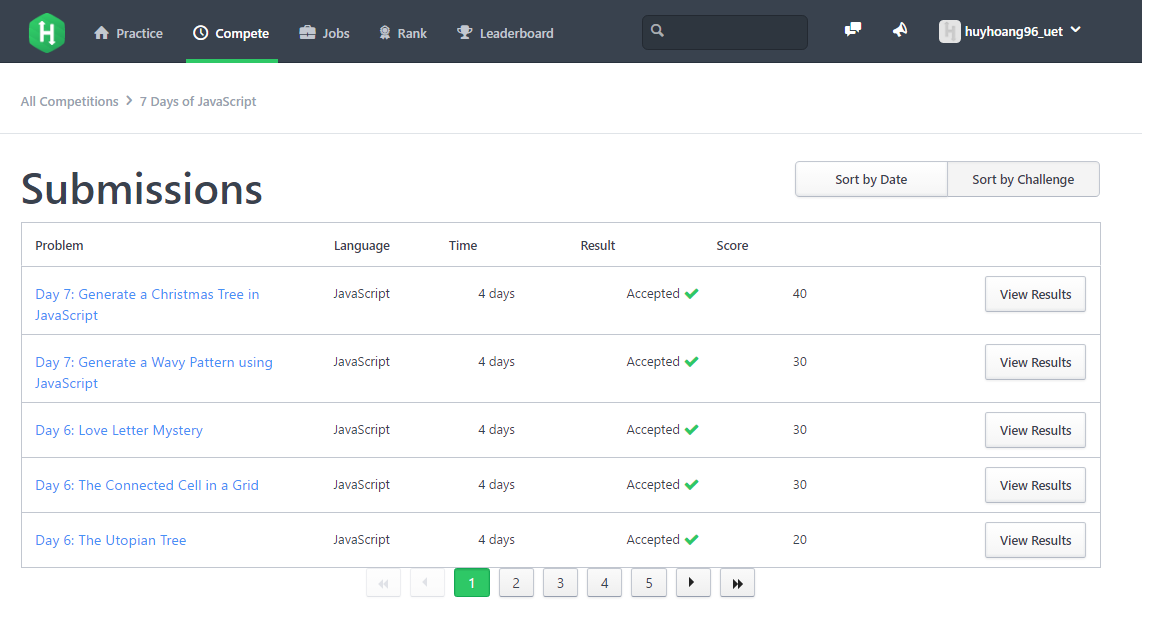 H Practice Compete Jobs Rank Leaderboard huyhoang96_uet
All Competitions > 7 Days of JavaScript
Submissions
Sort by Date Sort by Challenge
Problem Language Time Result Score
Day 7: Generate a Christmas Tree in JavaScript 4 days Accepted 40 View Results
JavaScript
Day 7: Generate a Wavy Pattern using JavaScript 4 days Accepted 30 View Results
JavaScript
Day 6: Love Letter Mystery JavaScript 4 days Accepted 30 View Results
Day 6: The Connected Cell in a Grid JavaScript 4 days Accepted 30 View Results
Day 6: The Utopian Tree JavaScript 4 days Accepted 20 View Results
1 2 3 4 5